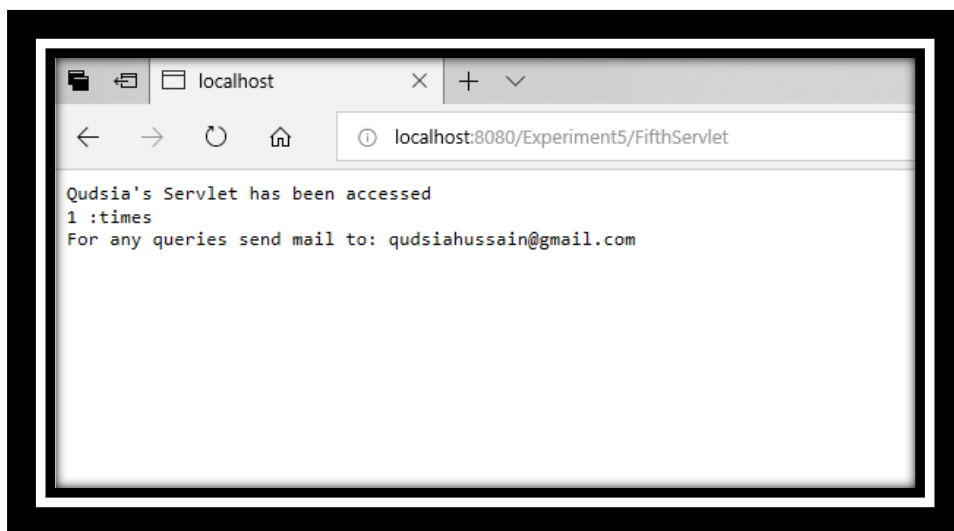 localhost
localhost:8080/Experiment5/FifthServlet
Qudsia's Servlet has been accessed
1 :times
For any queries send mail to: qudsiahussain@gmail.com